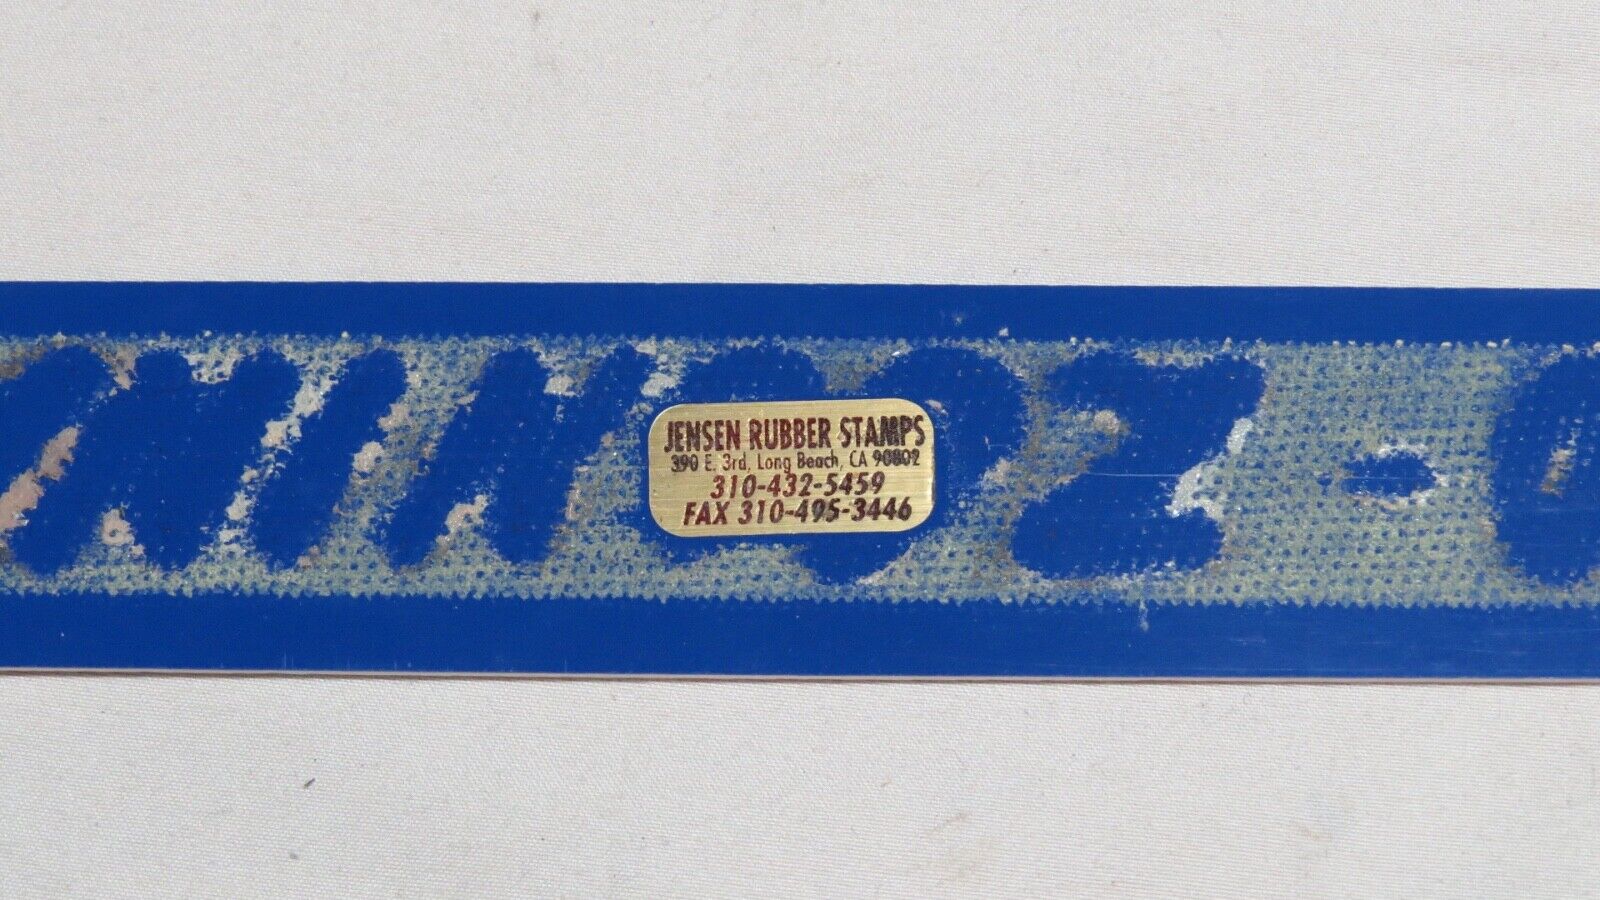 JENSEN RUBBER STAMPS
390 E. 3rd, Long Beach, CA 90802
310-432-5459
FAX 310-495-3446